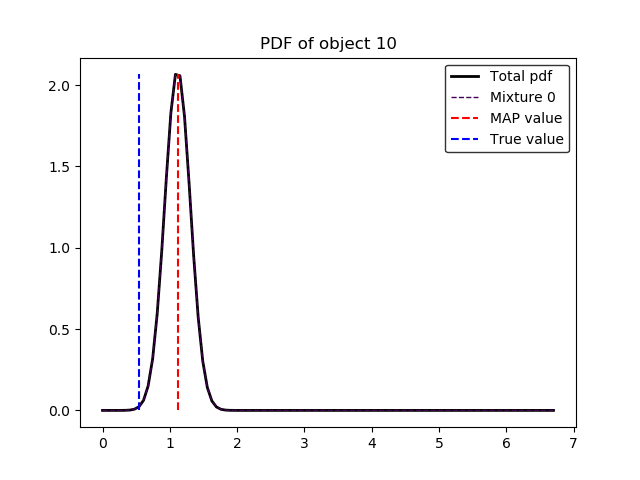 PDF of object 10
Total pdf
Mixture 0
MAP value
True value
2.0
1.5
1.0
0.5
0.0
0 1 2 3 4 5 6 7